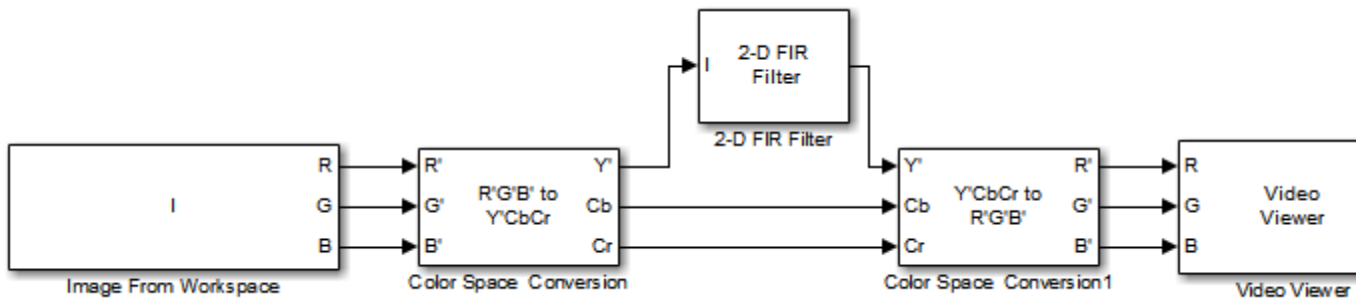 2-D FIR
Filter
I
2-D FIR Filter
I
R
G
B
Image From Workspace
R'
G'
B'
R'G'B' to
Y'CbCr
Y'
Cb
Cr
Color Space Conversion
Y'
Cb
Cr
Y'CbCr to
R'G'B'
R'
G'
B'
Color Space Conversion1
R
G
B
Video
Viewer
Video Viewer